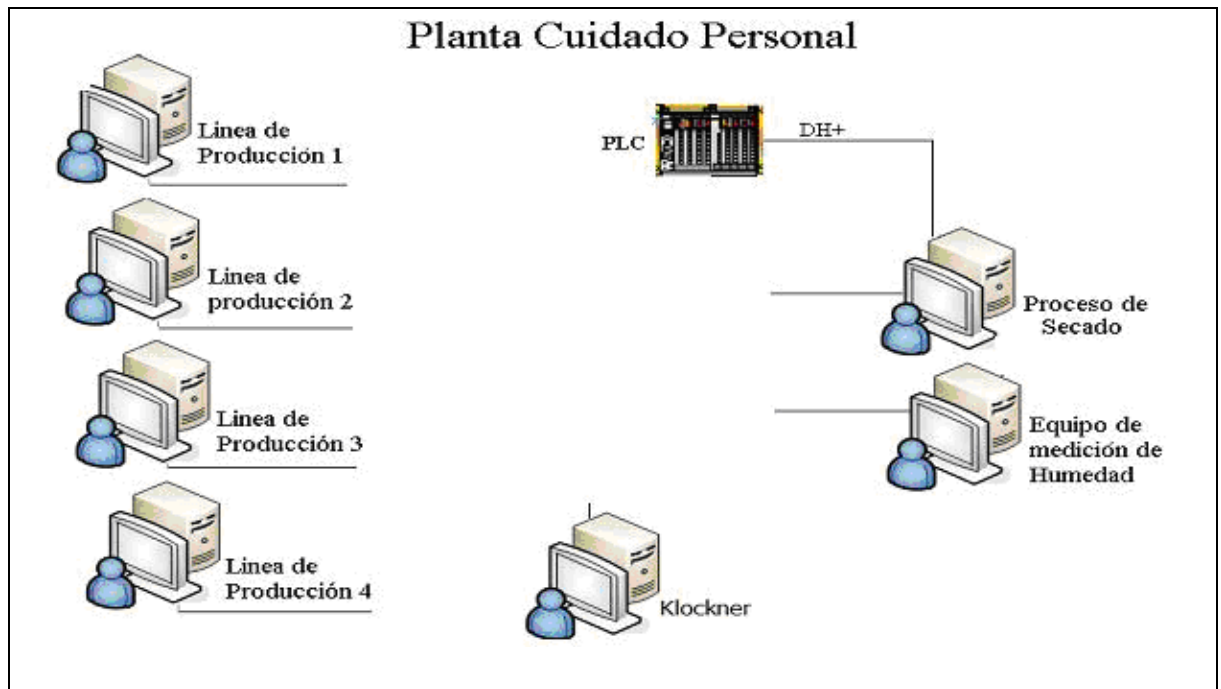 Planta Cuidado Personal
Linea de
Producción 1
PLC
DH+
Linea de
producción 2
Proceso de
Secado
Linea de
Producción 3
Equipo de
medición de
Humedad
Linea de
Producción 4
Klockner